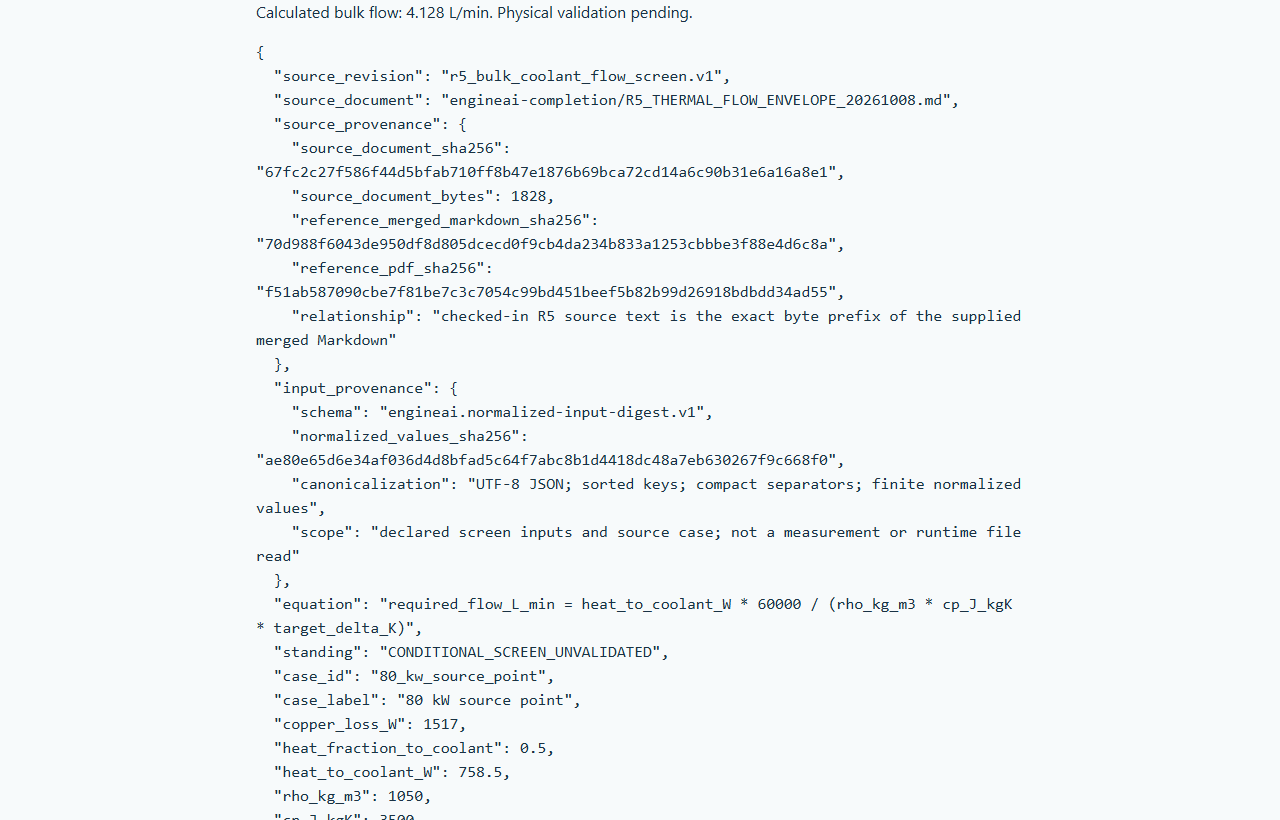 Calculated bulk flow: 4.128 L/min. Physical validation pending.
{
"source_revision": "r5_bulk_coolant_flow_screen.v1",
"source_document": "engineai-completion/R5_THERMAL_FLOW_ENVELOPE_20261008.md",
"source_provenance": {
"source_document_sha256":
"67fc2c27f586f44d5bfab710ff8b47e1876b69bca72cd14a6c90b31e6a16a8e1",
"source_document_bytes": 1828,
"reference_merged_markdown_sha256":
"70d988f6043de950df8d805dcecd0f9cb4da234b833a1253cbbbe3f88e4d6c8a",
"reference_pdf_sha256":
"f51ab587090cbe7f81be7c3c7054c99bd451beef5b82b99d26918bdbdd34ad55",
"relationship": "checked-in R5 source text is the exact byte prefix of the supplied
merged Markdown"
},
"input_provenance": {
"schema": "engineai.normalized-input-digest.v1",
"normalized_values_sha256":
"ae80e65d6e34af036d4d8bfad5c64f7abc8b1d4418dc48a7eb630267f9c668f0",
"canonicalization": "UTF-8 JSON; sorted keys; compact separators; finite normalized
values",
"scope": "declared screen inputs and source case; not a measurement or runtime file
read"
},
"equation": "required_flow_L_min = heat_to_coolant_W * 60000 / (rho_kg_m3 * cp_J_kgK
* target_delta_K)",
"standing": "CONDITIONAL_SCREEN_UNVALIDATED",
"case_id": "80_kw_source_point",
"case_label": "80 kW source point",
"copper_loss_W": 1517,
"heat_fraction_to_coolant": 0.5,
"heat_to_coolant_W": 758.5,
"rho_kg_m3": 1050,
"cp_J_kgK": 3500